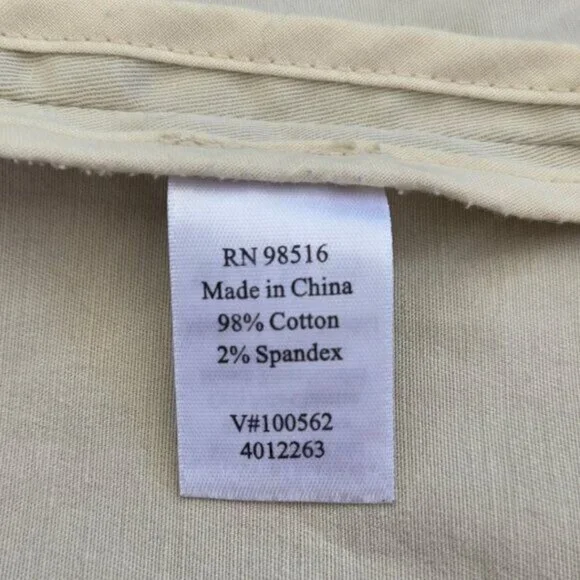 RN 98516
Made in China
98% Cotton
2% Spandex
V#100562
4012263